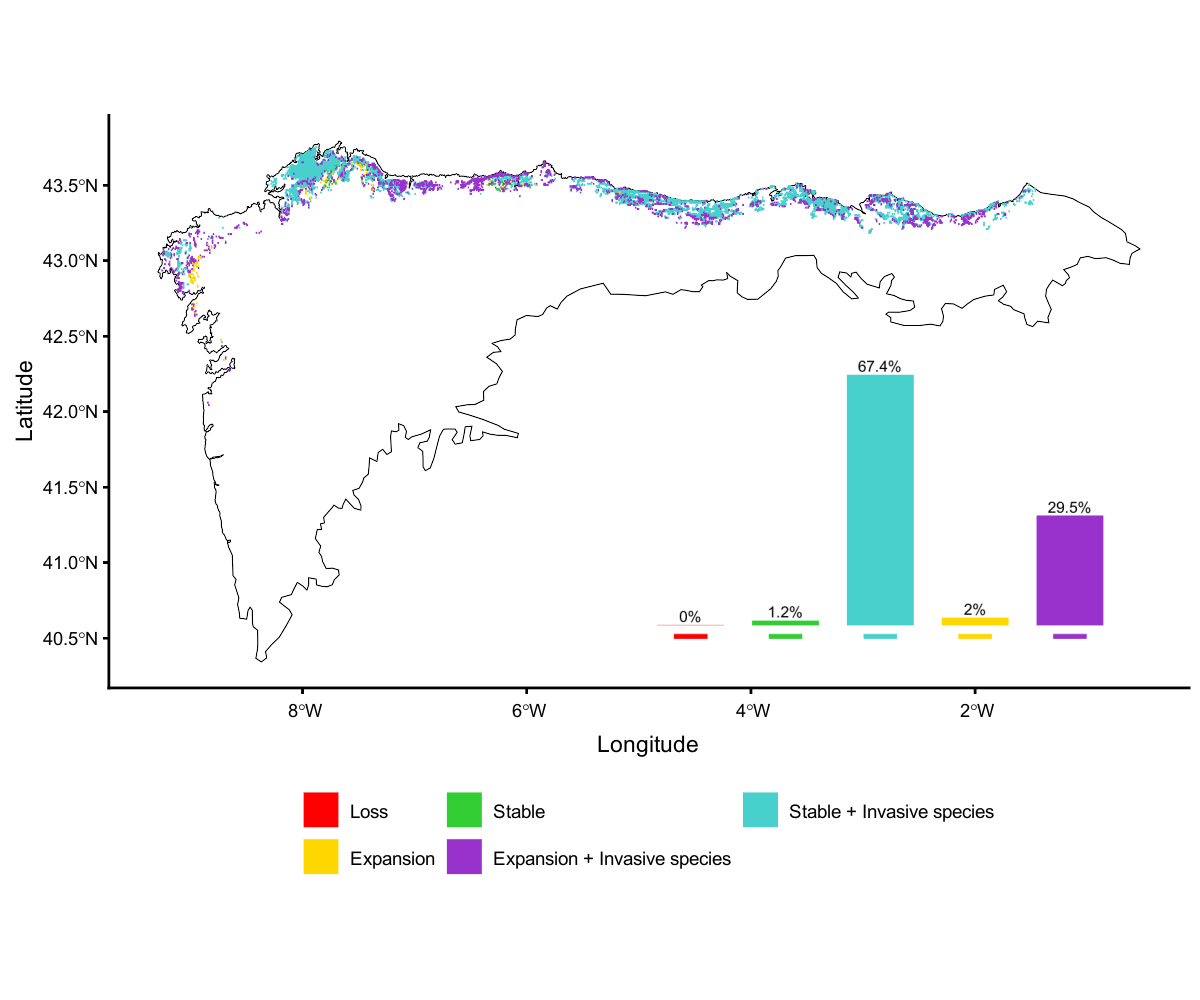 43.5°N
43.0°N
42.5°N
42.0°N
41.5°N
41.0°N
40.5°N
Latitude
67.4%
29.5%
0%
1.2%
2%
8°W
6°W
4°W
2°W
Longitude
Loss
Stable
Stable + Invasive species
Expansion
Expansion + Invasive species